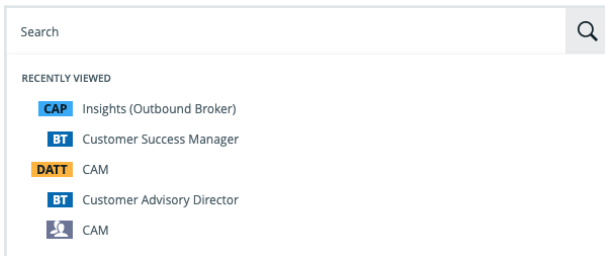 Search
RECENTLY VIEWED
CAP Insights (Outbound Broker)
BT Customer Success Manager
DATT CAM
BT Customer Advisory Director
CAM